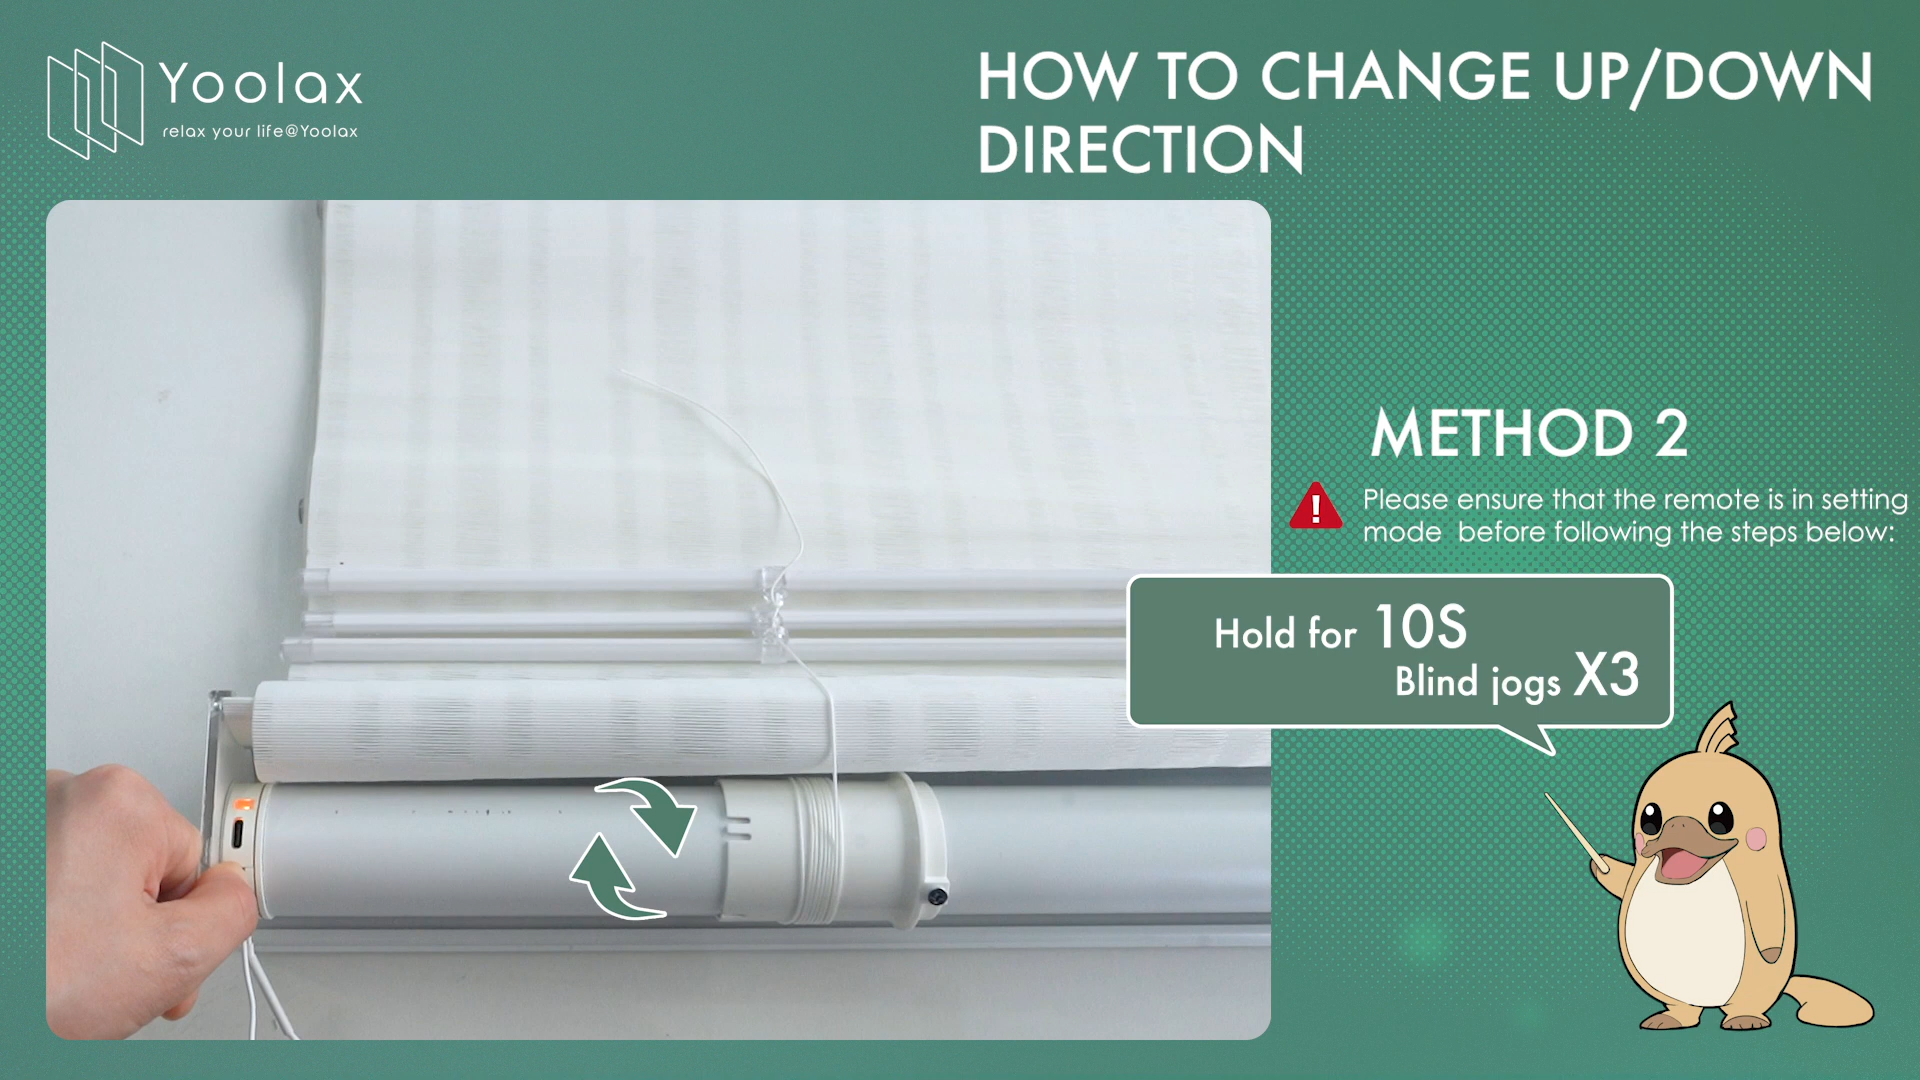 Yoolax
relax your life@Yoolax
HOW TO CHANGE UP/DOWN
DIRECTION
METHOD 2
!
Please ensure that the remote is in setting
mode before following the steps below:
Hold for 10S
Blind jogs X3